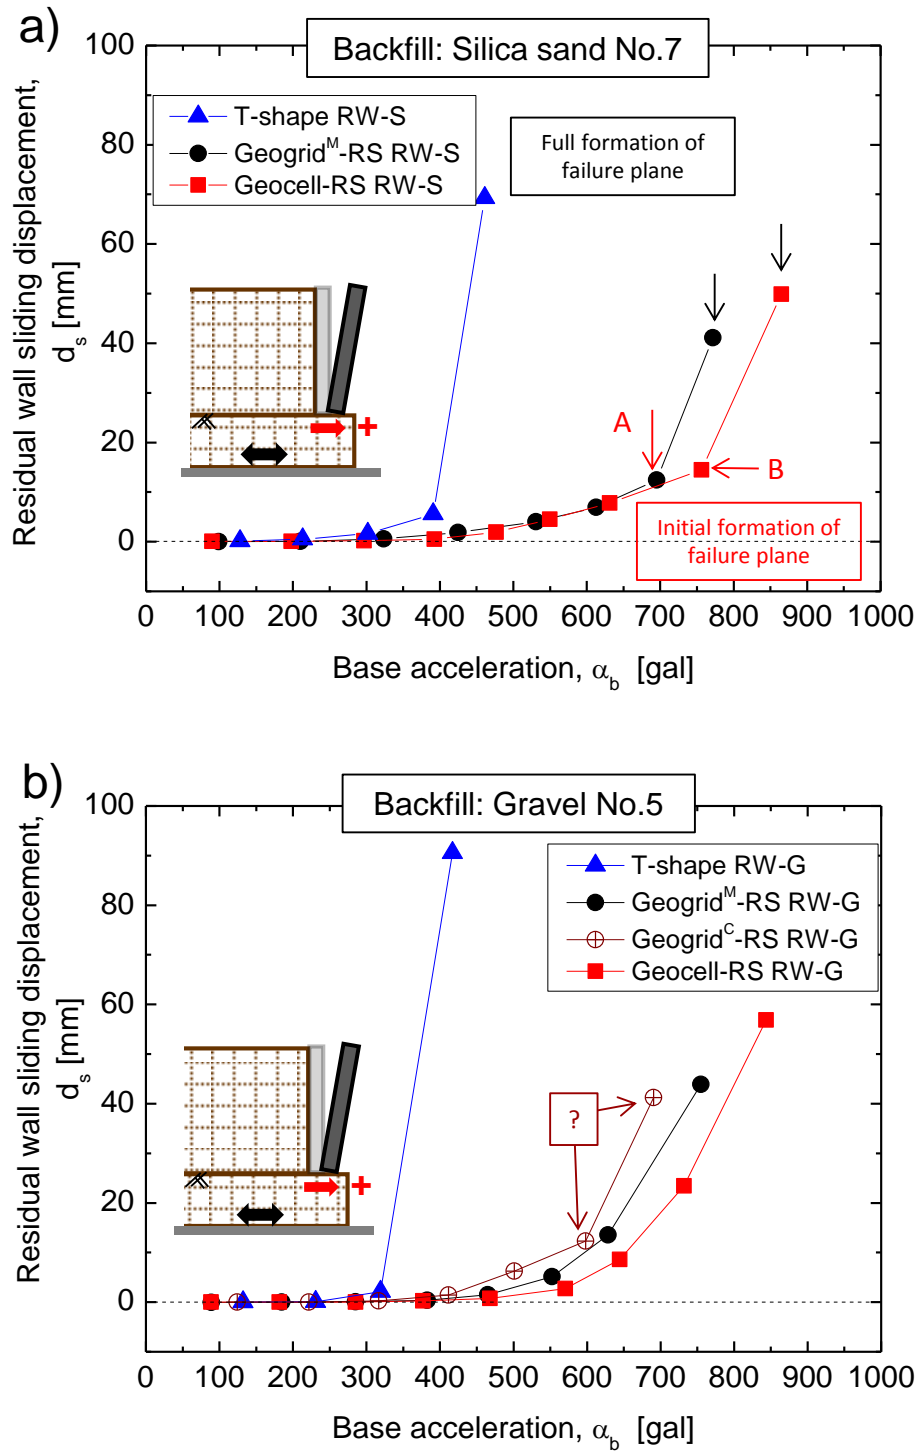 a)
Backfill: Silica sand No.7
T-shape RW-S
Geogrid^M-RS RW-S
Geocell-RS RW-S
Full formation of
failure plane
A
B
Initial formation of
failure plane
+
100
80
60
40
20
0
Residual wall sliding displacement,
d_s [mm]
0 100 200 300 400 500 600 700 800 900 1000
Base acceleration, α_b [gal]
b)
Backfill: Gravel No.5
T-shape RW-G
Geogrid^M-RS RW-G
Geogrid^C-RS RW-G
Geocell-RS RW-G
?
+
100
80
60
40
20
0
Residual wall sliding displacement,
d_s [mm]
0 100 200 300 400 500 600 700 800 900 1000
Base acceleration, α_b [gal]